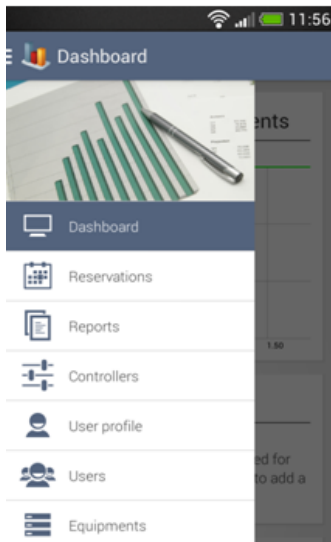 11:56
Dashboard
ents
Dashboard
Reservations
Reports
1.50
Controllers
User profile
ed for
Users
to add a
Equipments